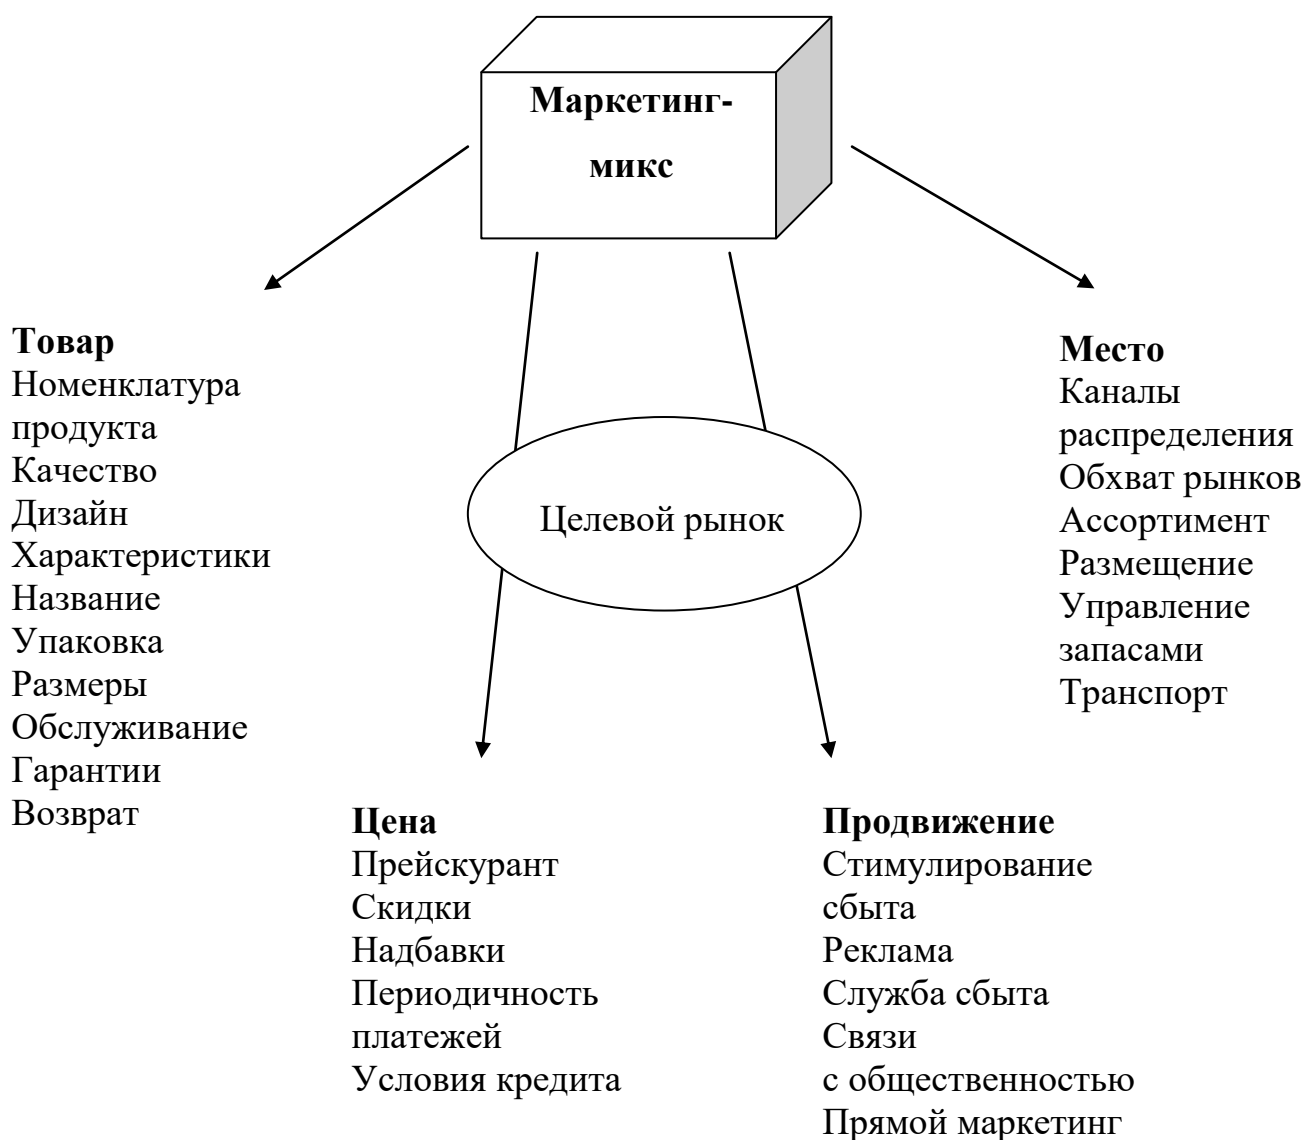 Маркетинг-
микс
Товар
Номенклатура
продукта
Качество
Дизайн
Характеристики
Название
Упаковка
Размеры
Обслуживание
Гарантии
Возврат
Целевой рынок
Место
Каналы
распределения
Обхват рынков
Ассортимент
Размещение
Управление
запасами
Транспорт
Цена
Прейскурант
Скидки
Надбавки
Периодичность
платежей
Условия кредита
Продвижение
Стимулирование
сбыта
Реклама
Служба сбыта
Связи
с общественностью
Прямой маркетинг